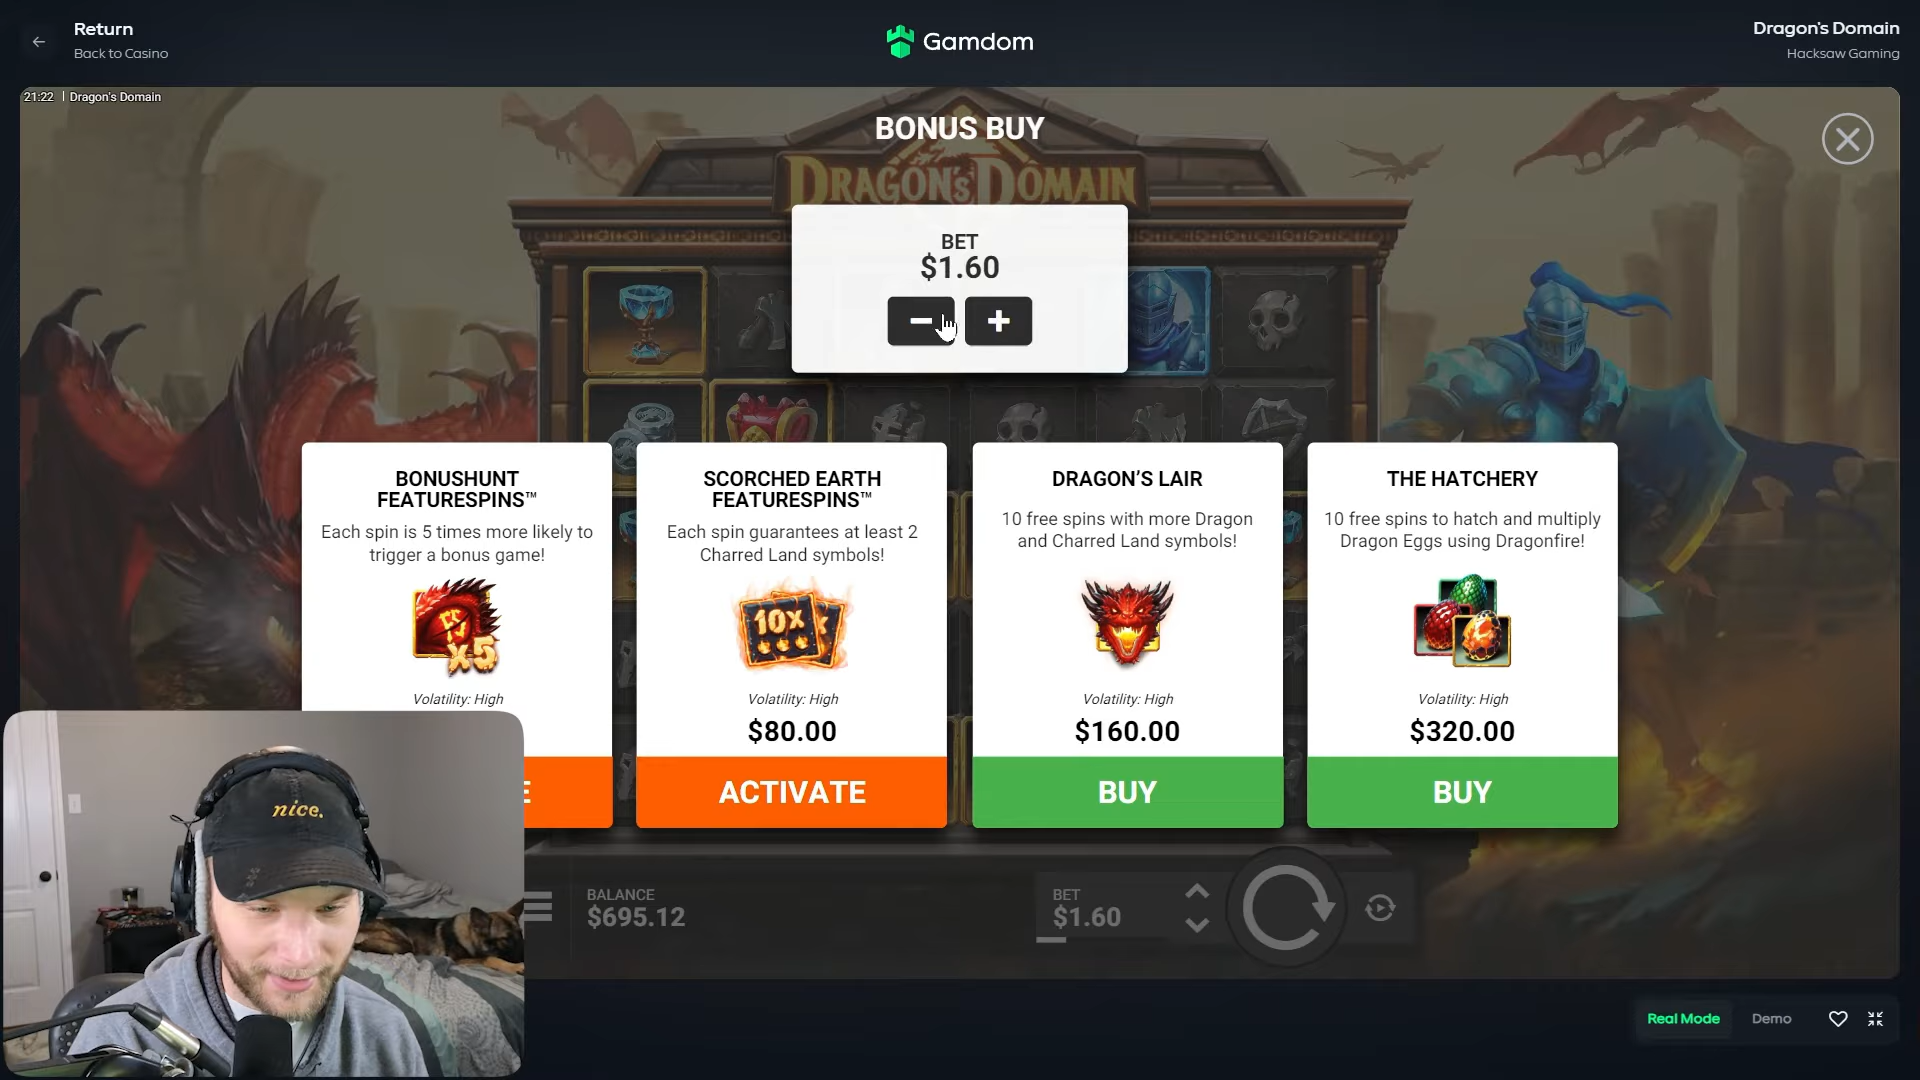 Return
Back to Casino
Gamdom
Dragon's Domain
Hacksaw Gaming
21:22 | Dragon's Domain
BONUS BUY
DRAGON'S DOMAIN
BET
$1.60
BONUSHUNT
FEATURESPINS™
Each spin is 5 times more likely to
trigger a bonus game!
X5
Volatility: High
E
SCORCHED EARTH
FEATURESPINS™
Each spin guarantees at least 2
Charred Land symbols!
10x
Volatility: High
$80.00
ACTIVATE
DRAGON’S LAIR
10 free spins with more Dragon
and Charred Land symbols!
Volatility: High
$160.00
BUY
THE HATCHERY
10 free spins to hatch and multiply
Dragon Eggs using Dragonfire!
Volatility: High
$320.00
BUY
nice.
BALANCE
$695.12
BET
$1.60
Real Mode
Demo